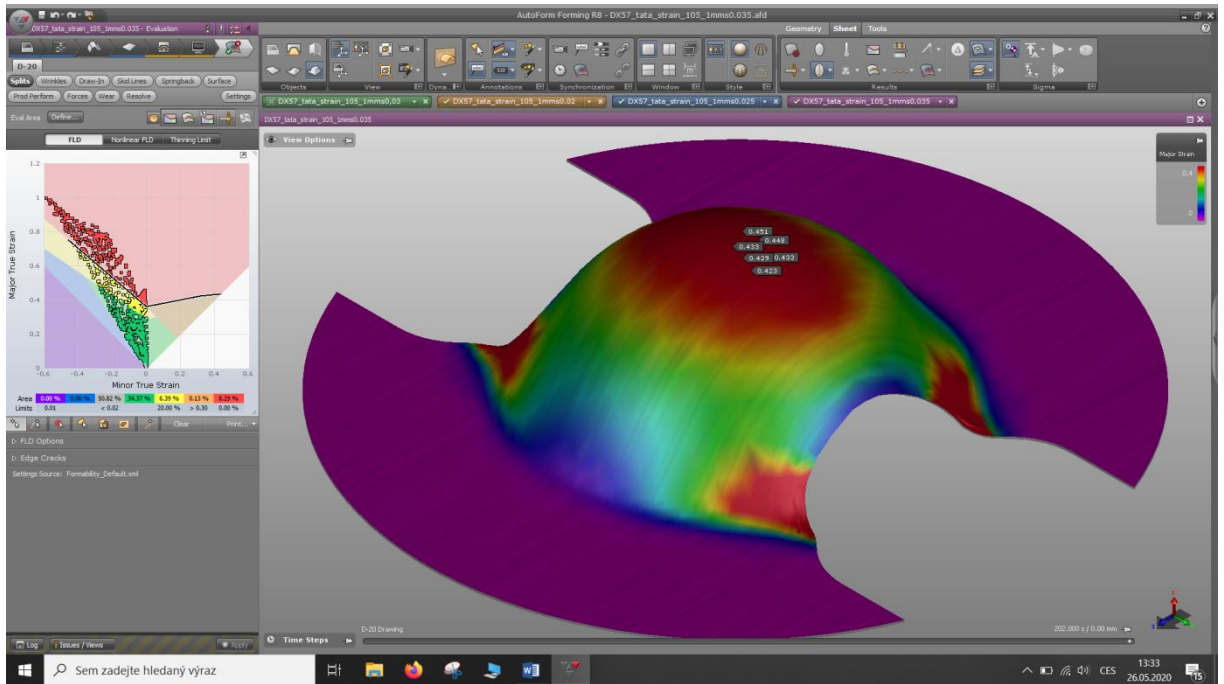 AutoForm Forming R8 - DX57_tata_strain_105_1mms0.035.afd
DX57_tata_strain_105_1mms0.035- Evaluation
Geometry Sheet Tools
D-20
Splits Wrinkles Draw-In Skid Lines Springback Surface
Prod Perform Forces Wear Resolve Settings
Eval Area Define...
FLD Nonlinear FLD Thinning Limit
Objects View Dyna. Annotations Synchronization Window Style Results Sigma
DX57_tata_strain_105_1mms0,03 DX57_tata_strain_105_1mms0.02 DX57_tata_strain_105_1mms0.025 DX57_tata_strain_105_1mms0.035
DX57_tata_strain_105_1mms0.035
View Options
Major Strain
0.4
0
0.451
0.448
0.433
0.429 0.433
0.423
1.2
1
0.8
0.6
0.4
0.2
0
Major True Strain
-0.6 -0.4 -0.2 0 0.2 0.4 0.6
Minor True Strain
Area 0.00 % 50.82 % 34.37 % 6.39 % 0.13 % 8.29 %
Limits 0.01 < 0.02 20.00 % > 0.30 0.00 %
Clear Print...
FLD Options
Edge Cracks
Settings Source: Formability_Default.xml
D-20 Drawing
202.000 s / 0.00 mm
Log Issues / Views Apply
Time Steps
Sem zadejte hledaný výraz
CES
13:33
26.05.2020
15